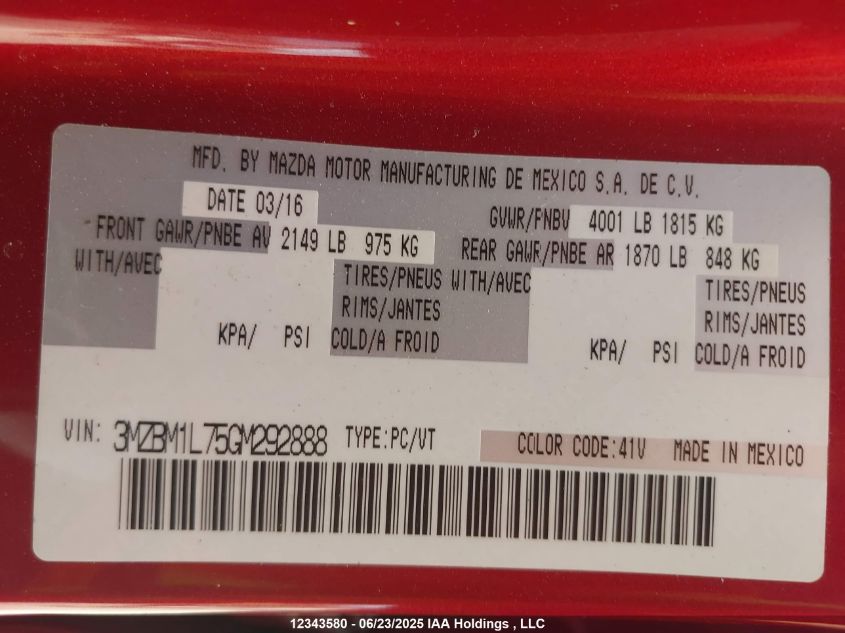 MFD. BY MAZDA MOTOR MANUFACTURING DE MEXICO S.A. DE C.V.
DATE 03/16 GVWR/PNBV 4001 LB 1815 KG
FRONT GAWR/PNBE AV 2149 LB 975 KG REAR GAWR/PNBE AR 1870 LB 848 KG
WITH/AVEC TIRES/PNEUS WITH/AVEC TIRES/PNEUS
RIMS/JANTES RIMS/JANTES
KPA/ PSI COLD/A FROID KPA/ PSI COLD/A FROID
VIN: 3MZBM1L75GM292888 TYPE:PC/VT COLOR CODE:41V MADE IN MEXICO
12343580 - 06/23/2025 IAA Holdings , LLC